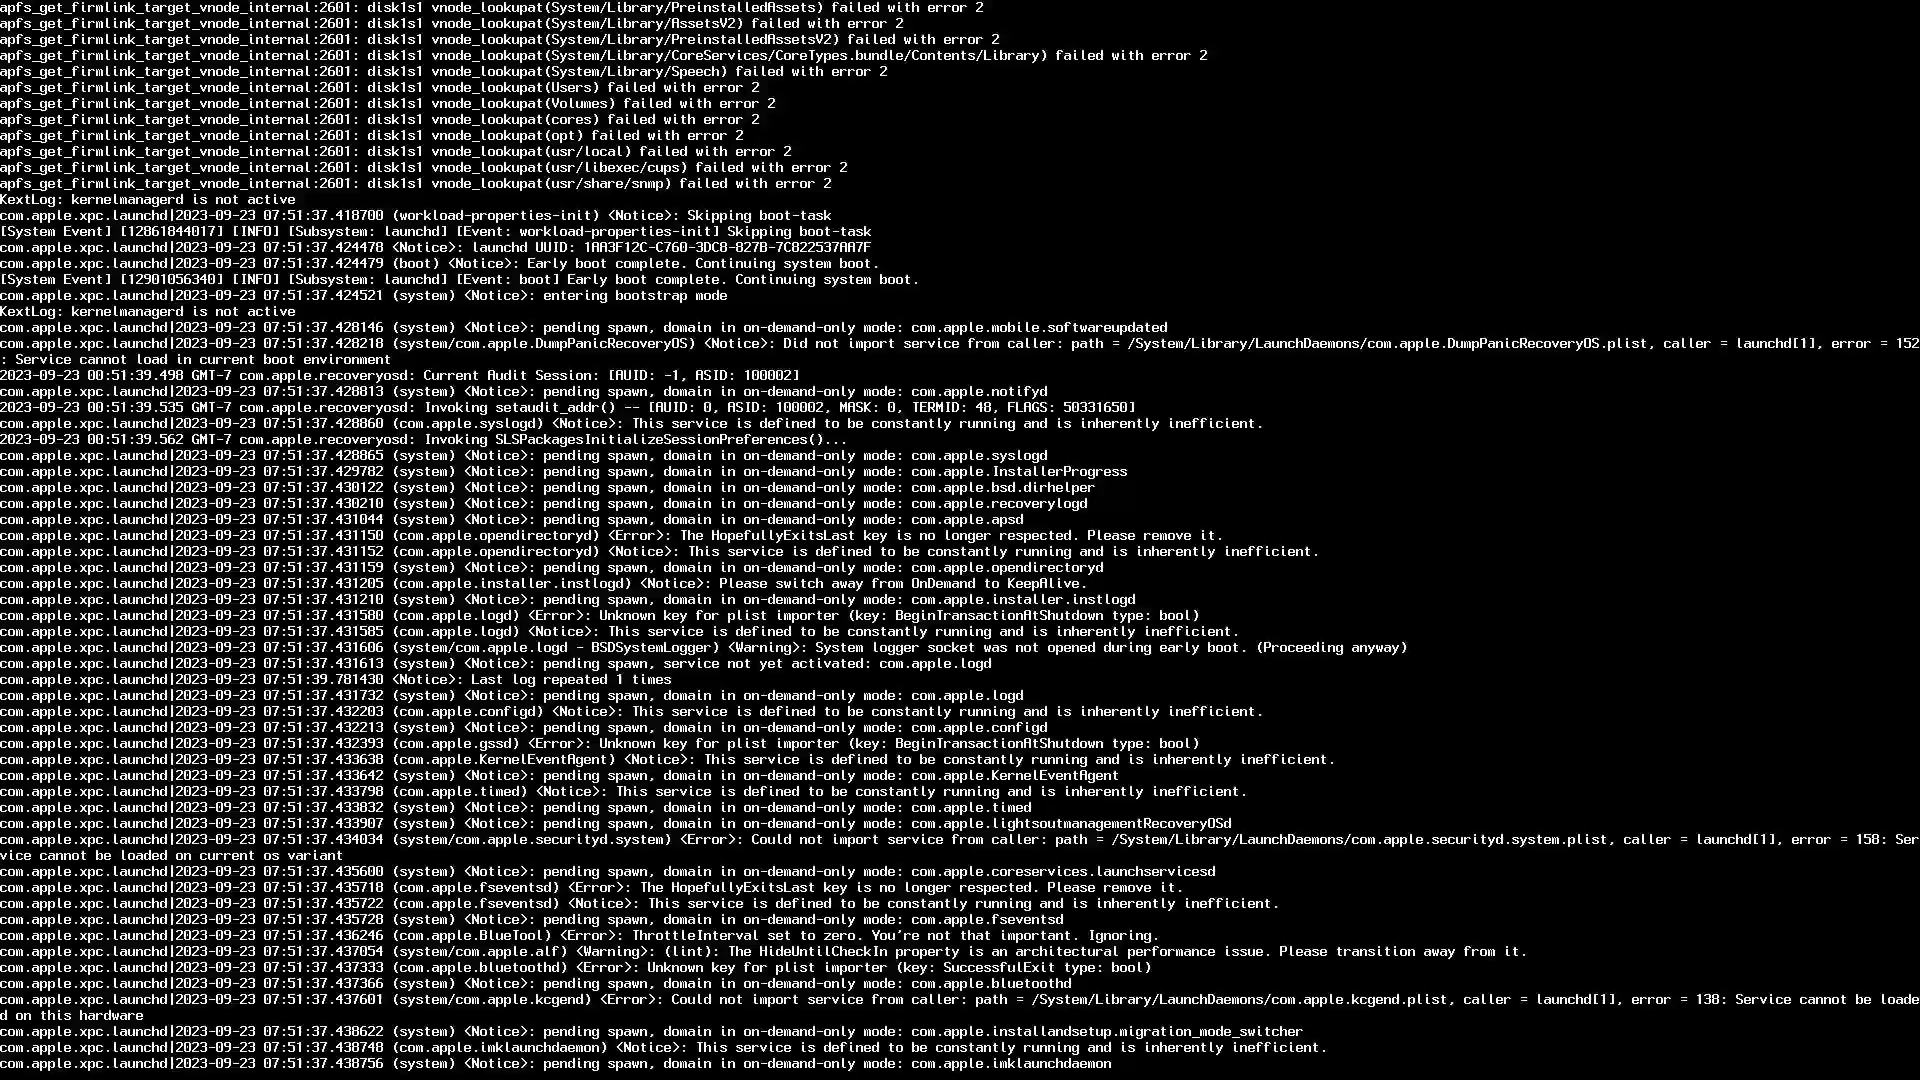 apfs_get_firmlink_target_vnode_internal:2601: disk1s1 vnode_lookupat(System/Library/PreinstalledAssets) failed with error 2
apfs_get_firmlink_target_vnode_internal:2601: disk1s1 vnode_lookupat(System/Library/AssetsV2) failed with error 2
apfs_get_firmlink_target_vnode_internal:2601: disk1s1 vnode_lookupat(System/Library/PreinstalledAssetsV2) failed with error 2
apfs_get_firmlink_target_vnode_internal:2601: disk1s1 vnode_lookupat(System/Library/CoreServices/CoreTypes.bundle/Contents/Library) failed with error 2
apfs_get_firmlink_target_vnode_internal:2601: disk1s1 vnode_lookupat(System/Library/Speech) failed with error 2
apfs_get_firmlink_target_vnode_internal:2601: disk1s1 vnode_lookupat(Users) failed with error 2
apfs_get_firmlink_target_vnode_internal:2601: disk1s1 vnode_lookupat(Volumes) failed with error 2
apfs_get_firmlink_target_vnode_internal:2601: disk1s1 vnode_lookupat(cores) failed with error 2
apfs_get_firmlink_target_vnode_internal:2601: disk1s1 vnode_lookupat(opt) failed with error 2
apfs_get_firmlink_target_vnode_internal:2601: disk1s1 vnode_lookupat(usr/local) failed with error 2
apfs_get_firmlink_target_vnode_internal:2601: disk1s1 vnode_lookupat(usr/libexec/cups) failed with error 2
apfs_get_firmlink_target_vnode_internal:2601: disk1s1 vnode_lookupat(usr/share/snmp) failed with error 2
KextLog: kernelmanagerd is not active
com.apple.xpc.launchd|2023-09-23 07:51:37.418700 (workload-properties-init) <Notice>: Skipping boot-task
[System Event] [12861844017] [INFO] [Subsystem: launchd] [Event: workload-properties-init] Skipping boot-task
com.apple.xpc.launchd|2023-09-23 07:51:37.424478 <Notice>: launchd UUID: 1AA3F12C-C760-3DC8-827B-7C822537AA7F
com.apple.xpc.launchd|2023-09-23 07:51:37.424479 (boot) <Notice>: Early boot complete. Continuing system boot.
[System Event] [12901056340] [INFO] [Subsystem: launchd] [Event: boot] Early boot complete. Continuing system boot.
com.apple.xpc.launchd|2023-09-23 07:51:37.424521 (system) <Notice>: entering bootstrap mode
KextLog: kernelmanagerd is not active
com.apple.xpc.launchd|2023-09-23 07:51:37.428146 (system) <Notice>: pending spawn, domain in on-demand-only mode: com.apple.mobile.softwareupdated
com.apple.xpc.launchd|2023-09-23 07:51:37.428218 (system/com.apple.DumpPanicRecoveryOS) <Notice>: Did not import service from caller: path = /System/Library/LaunchDaemons/com.apple.DumpPanicRecoveryOS.plist, caller = launchd[1], error = 152
: Service cannot load in current boot environment
2023-09-23 00:51:39.498 GMT-7 com.apple.recoveryosd: Current Audit Session: [AUID: -1, ASID: 100002]
com.apple.xpc.launchd|2023-09-23 07:51:37.428813 (system) <Notice>: pending spawn, domain in on-demand-only mode: com.apple.notifyd
2023-09-23 00:51:39.535 GMT-7 com.apple.recoveryosd: Invoking setaudit_addr() -- [AUID: 0, ASID: 100002, MASK: 0, TERMID: 48, FLAGS: 50331650]
com.apple.xpc.launchd|2023-09-23 07:51:37.428860 (com.apple.syslogd) <Notice>: This service is defined to be constantly running and is inherently inefficient.
2023-09-23 00:51:39.562 GMT-7 com.apple.recoveryosd: Invoking SLSPackagesInitializeSessionPreferences()...
com.apple.xpc.launchd|2023-09-23 07:51:37.428865 (system) <Notice>: pending spawn, domain in on-demand-only mode: com.apple.syslogd
com.apple.xpc.launchd|2023-09-23 07:51:37.429782 (system) <Notice>: pending spawn, domain in on-demand-only mode: com.apple.InstallerProgress
com.apple.xpc.launchd|2023-09-23 07:51:37.430122 (system) <Notice>: pending spawn, domain in on-demand-only mode: com.apple.bsd.dirhelper
com.apple.xpc.launchd|2023-09-23 07:51:37.430210 (system) <Notice>: pending spawn, domain in on-demand-only mode: com.apple.recoverylogd
com.apple.xpc.launchd|2023-09-23 07:51:37.431044 (system) <Notice>: pending spawn, domain in on-demand-only mode: com.apple.apsd
com.apple.xpc.launchd|2023-09-23 07:51:37.431150 (com.apple.opendirectoryd) <Error>: The HopefullyExitsLast key is no longer respected. Please remove it.
com.apple.xpc.launchd|2023-09-23 07:51:37.431152 (com.apple.opendirectoryd) <Notice>: This service is defined to be constantly running and is inherently inefficient.
com.apple.xpc.launchd|2023-09-23 07:51:37.431159 (system) <Notice>: pending spawn, domain in on-demand-only mode: com.apple.opendirectoryd
com.apple.xpc.launchd|2023-09-23 07:51:37.431205 (com.apple.installer.instlogd) <Notice>: Please switch away from OnDemand to KeepAlive.
com.apple.xpc.launchd|2023-09-23 07:51:37.431210 (system) <Notice>: pending spawn, domain in on-demand-only mode: com.apple.installer.instlogd
com.apple.xpc.launchd|2023-09-23 07:51:37.431580 (com.apple.logd) <Error>: Unknown key for plist importer (key: BeginTransactionAtShutdown type: bool)
com.apple.xpc.launchd|2023-09-23 07:51:37.431585 (com.apple.logd) <Notice>: This service is defined to be constantly running and is inherently inefficient.
com.apple.xpc.launchd|2023-09-23 07:51:37.431606 (system/com.apple.logd - BSDSystemLogger) <Warning>: System logger socket was not opened during early boot. (Proceeding anyway)
com.apple.xpc.launchd|2023-09-23 07:51:37.431613 (system) <Notice>: pending spawn, service not yet activated: com.apple.logd
com.apple.xpc.launchd|2023-09-23 07:51:39.781430 <Notice>: Last log repeated 1 times
com.apple.xpc.launchd|2023-09-23 07:51:37.431732 (system) <Notice>: pending spawn, domain in on-demand-only mode: com.apple.logd
com.apple.xpc.launchd|2023-09-23 07:51:37.432203 (com.apple.configd) <Notice>: This service is defined to be constantly running and is inherently inefficient.
com.apple.xpc.launchd|2023-09-23 07:51:37.432213 (system) <Notice>: pending spawn, domain in on-demand-only mode: com.apple.configd
com.apple.xpc.launchd|2023-09-23 07:51:37.432393 (com.apple.gssd) <Error>: Unknown key for plist importer (key: BeginTransactionAtShutdown type: bool)
com.apple.xpc.launchd|2023-09-23 07:51:37.433638 (com.apple.KernelEventAgent) <Notice>: This service is defined to be constantly running and is inherently inefficient.
com.apple.xpc.launchd|2023-09-23 07:51:37.433642 (system) <Notice>: pending spawn, domain in on-demand-only mode: com.apple.KernelEventAgent
com.apple.xpc.launchd|2023-09-23 07:51:37.433798 (com.apple.timed) <Notice>: This service is defined to be constantly running and is inherently inefficient.
com.apple.xpc.launchd|2023-09-23 07:51:37.433832 (system) <Notice>: pending spawn, domain in on-demand-only mode: com.apple.timed
com.apple.xpc.launchd|2023-09-23 07:51:37.433907 (system) <Notice>: pending spawn, domain in on-demand-only mode: com.apple.lightsoutmanagementRecoveryOSd
com.apple.xpc.launchd|2023-09-23 07:51:37.434034 (system/com.apple.securityd.system) <Error>: Could not import service from caller: path = /System/Library/LaunchDaemons/com.apple.securityd.system.plist, caller = launchd[1], error = 158: Ser
vice cannot be loaded on current os variant
com.apple.xpc.launchd|2023-09-23 07:51:37.435600 (system) <Notice>: pending spawn, domain in on-demand-only mode: com.apple.coreservices.launchservicesd
com.apple.xpc.launchd|2023-09-23 07:51:37.435718 (com.apple.fseventsd) <Error>: The HopefullyExitsLast key is no longer respected. Please remove it.
com.apple.xpc.launchd|2023-09-23 07:51:37.435722 (com.apple.fseventsd) <Notice>: This service is defined to be constantly running and is inherently inefficient.
com.apple.xpc.launchd|2023-09-23 07:51:37.435728 (system) <Notice>: pending spawn, domain in on-demand-only mode: com.apple.fseventsd
com.apple.xpc.launchd|2023-09-23 07:51:37.436246 (com.apple.BlueTool) <Error>: ThrottleInterval set to zero. You're not that important. Ignoring.
com.apple.xpc.launchd|2023-09-23 07:51:37.437054 (system/com.apple.alf) <Warning>: (lint): The HideUntilCheckIn property is an architectural performance issue. Please transition away from it.
com.apple.xpc.launchd|2023-09-23 07:51:37.437333 (com.apple.bluetoothd) <Error>: Unknown key for plist importer (key: SuccessfulExit type: bool)
com.apple.xpc.launchd|2023-09-23 07:51:37.437366 (system) <Notice>: pending spawn, domain in on-demand-only mode: com.apple.bluetoothd
com.apple.xpc.launchd|2023-09-23 07:51:37.437601 (system/com.apple.kcgend) <Error>: Could not import service from caller: path = /System/Library/LaunchDaemons/com.apple.kcgend.plist, caller = launchd[1], error = 138: Service cannot be loade
d on this hardware
com.apple.xpc.launchd|2023-09-23 07:51:37.438622 (system) <Notice>: pending spawn, domain in on-demand-only mode: com.apple.installandsetup.migration_mode_switcher
com.apple.xpc.launchd|2023-09-23 07:51:37.438748 (com.apple.imklaunchdaemon) <Notice>: This service is defined to be constantly running and is inherently inefficient.
com.apple.xpc.launchd|2023-09-23 07:51:37.438756 (system) <Notice>: pending spawn, domain in on-demand-only mode: com.apple.imklaunchdaemon